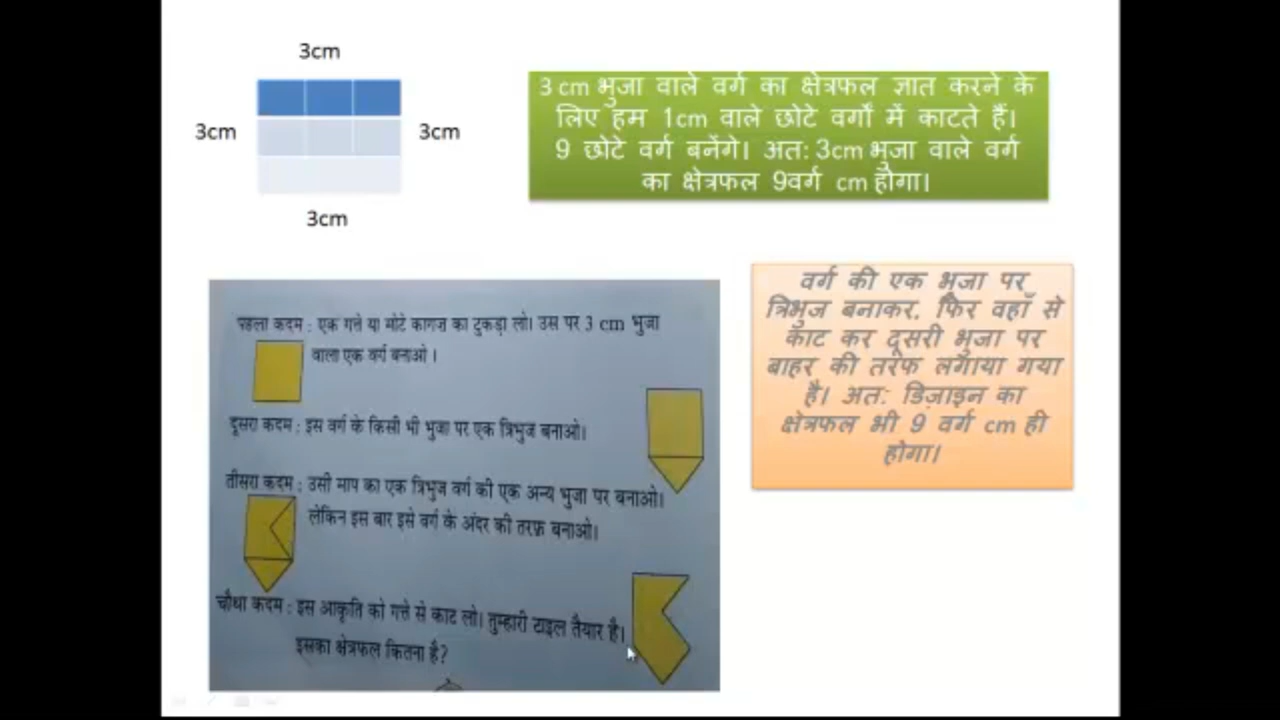 3cm
3cm
3cm
3cm
3 cm भुजा वाले वर्ग का क्षेत्रफल ज्ञात करने के
लिए हम 1cm वाले छोटे वर्गों में काटते हैं।
9 छोटे वर्ग बनेंगे। अत: 3cm भुजा वाले वर्ग
का क्षेत्रफल 9वर्ग cm होगा।
वर्ग की एक भुजा पर
त्रिभुज बनाकर, फिर वहाँ से
काट कर दूसरी भुजा पर
बाहर की तरफ लगाया गया
है। अत: डिज़ाइन का
क्षेत्रफल भी 9 वर्ग cm ही
होगा।
पहला कदम : एक गत्ते या मोटे कागज़ का टुकड़ा लो। उस पर 3 cm भुजा
वाला एक वर्ग बनाओ ।
दूसरा कदम : इस वर्ग के किसी भी भुजा पर एक त्रिभुज बनाओ।
तीसरा कदम : उसी माप का एक त्रिभुज वर्ग की एक अन्य भुजा पर बनाओ।
लेकिन इस बार इसे वर्ग के अंदर की तरफ़ बनाओ।
चौथा कदम : इस आकृति को गत्ते से काट लो। तुम्हारी टाइल तैयार है।
इसका क्षेत्रफल कितना है?